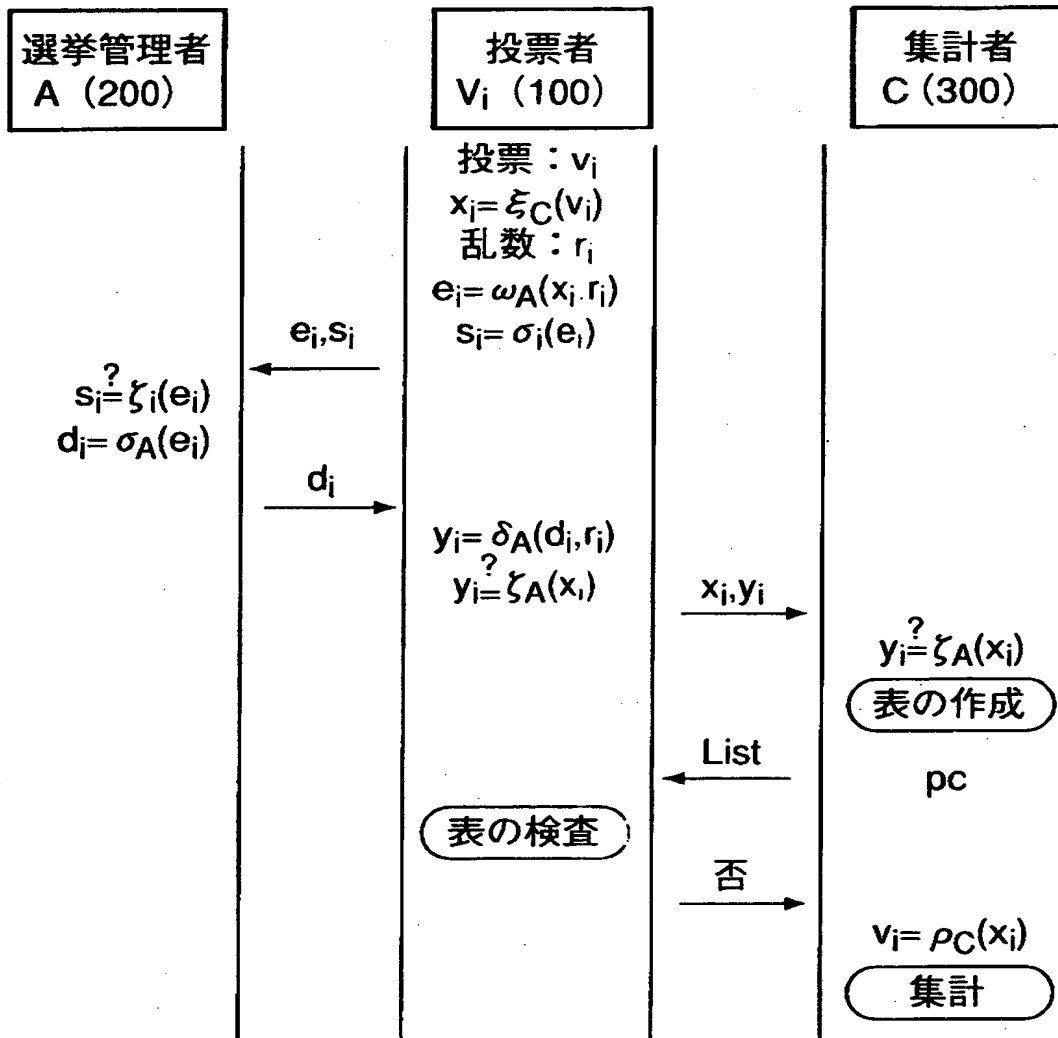 選挙管理者
A (200)
投票者
Vi (100)
集計者
C (300)
投票：vi
xi=ξC(vi)
乱数：ri
ei=ωA(xi.ri)
si=σi(ei)
ei,si
si≟ζi(ei)
di=σA(ei)
di
yi=δA(di,ri)
yi≟ζA(xi)
xi,yi
yi≟ζA(xi)
表の作成
List
pc
表の検査
否
vi=ρC(xi)
集計